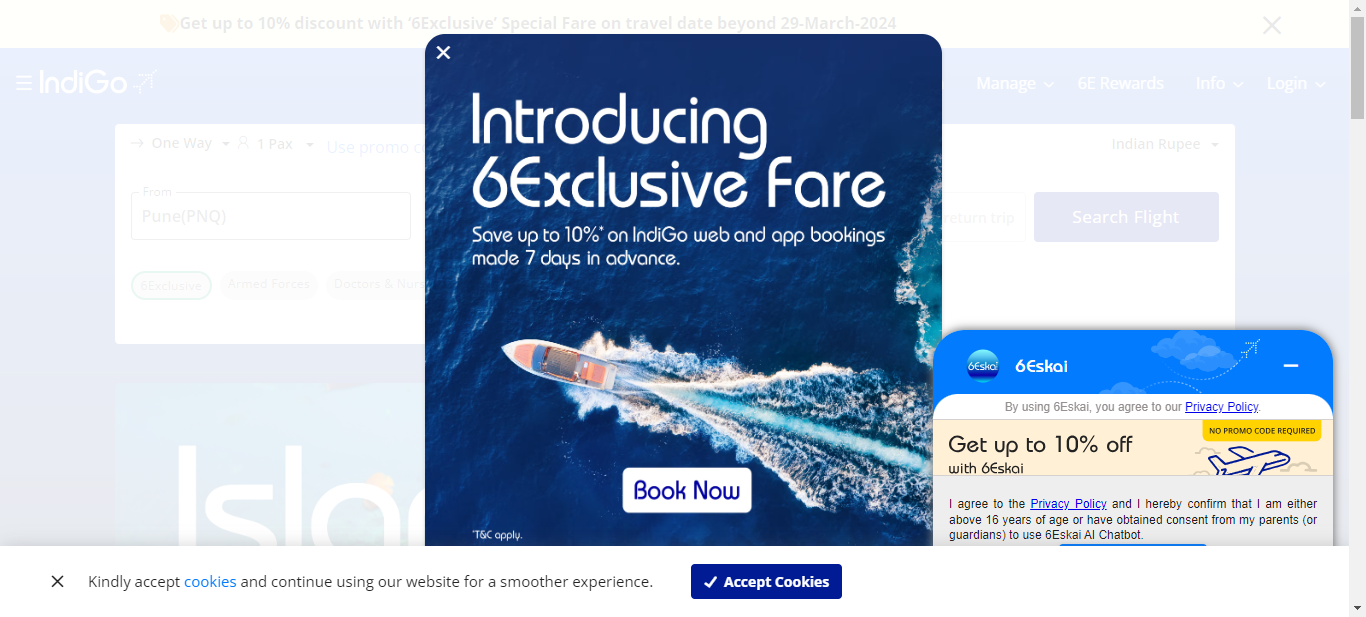 Get up to 10% discount with ‘6Exclusive’ Special Fare on travel date beyond 29-March-2024
IndiGo
Manage
6E Rewards
Info
Login
One Way
1 Pax
Use promo
Indian Rupee
From
Pune(PNQ)
return trip
Search Flight
6Exclusive
Armed Forces
Doctors &
Introducing
6Exclusive Fare
Save up to 10%* on IndiGo web and app bookings
made 7 days in advance.
Book Now
*T&C apply.
6Eskai
6Eskai
By using 6Eskai, you agree to our Privacy Policy.
NO PROMO CODE REQUIRED
Get up to 10% off
with 6Eskai
I agree to the Privacy Policy and I hereby confirm that I am either
above 16 years of age or have obtained consent from my parents (or
guardians) to use 6Eskai AI Chatbot.
Kindly accept cookies and continue using our website for a smoother experience.
Accept Cookies